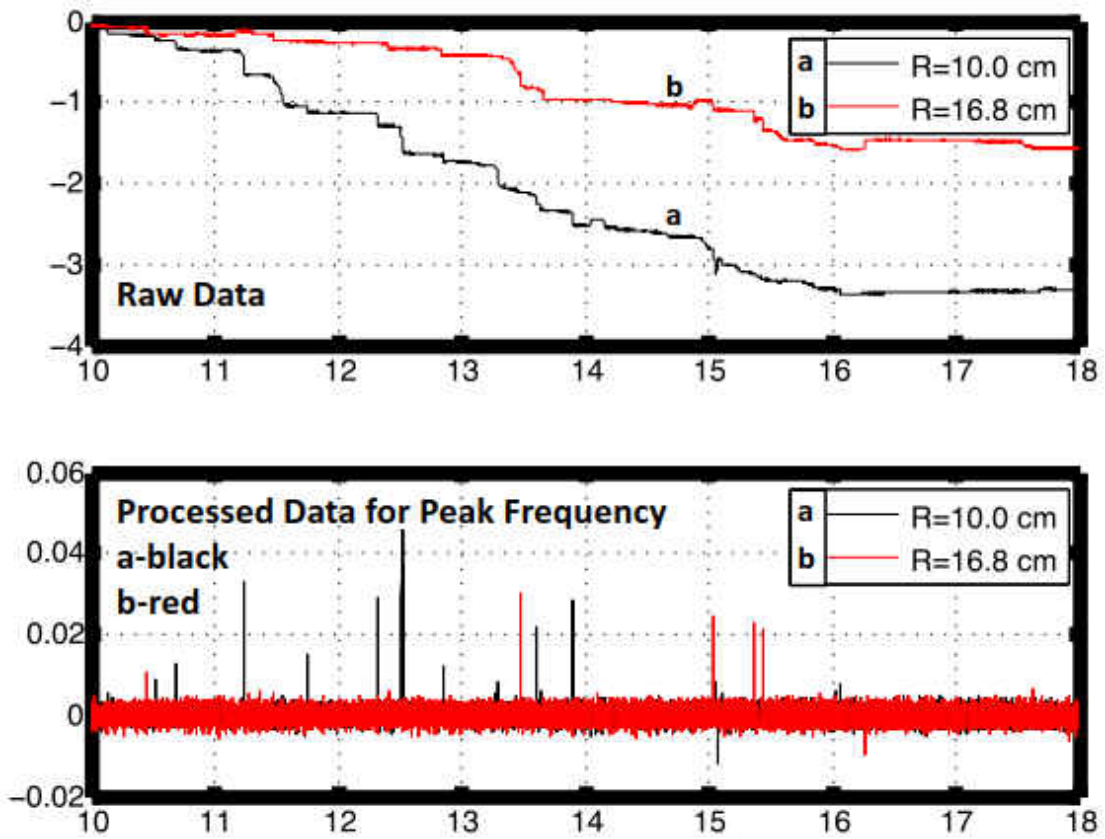 0
−1
−2
−3
−4
a R=10.0 cm
b R=16.8 cm
b
a
Raw Data
10 11 12 13 14 15 16 17 18
0.06
0.04
0.02
0
−0.02
Processed Data for Peak Frequency
a-black
b-red
a R=10.0 cm
b R=16.8 cm
10 11 12 13 14 15 16 17 18